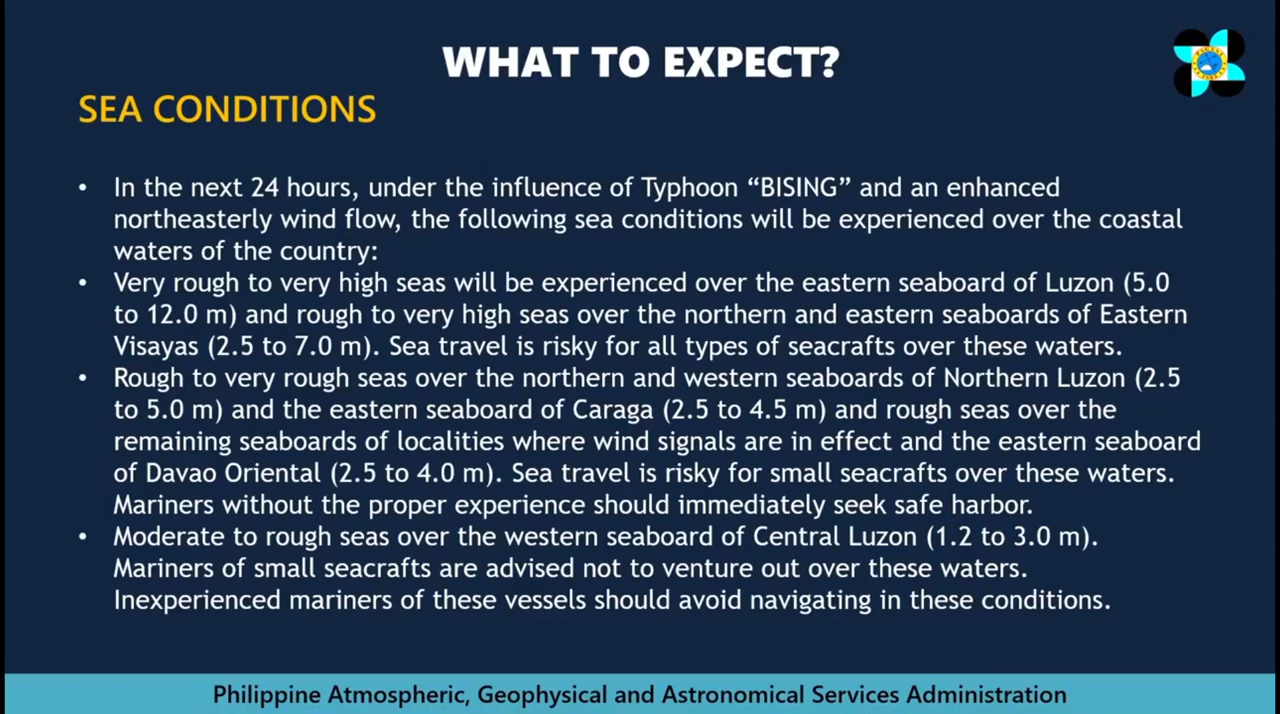 WHAT TO EXPECT?
SEA CONDITIONS
• In the next 24 hours, under the influence of Typhoon “BISING” and an enhanced
northeasterly wind flow, the following sea conditions will be experienced over the coastal
waters of the country:
• Very rough to very high seas will be experienced over the eastern seaboard of Luzon (5.0
to 12.0 m) and rough to very high seas over the northern and eastern seaboards of Eastern
Visayas (2.5 to 7.0 m). Sea travel is risky for all types of seacrafts over these waters.
• Rough to very rough seas over the northern and western seaboards of Northern Luzon (2.5
to 5.0 m) and the eastern seaboard of Caraga (2.5 to 4.5 m) and rough seas over the
remaining seaboards of localities where wind signals are in effect and the eastern seaboard
of Davao Oriental (2.5 to 4.0 m). Sea travel is risky for small seacrafts over these waters.
Mariners without the proper experience should immediately seek safe harbor.
• Moderate to rough seas over the western seaboard of Central Luzon (1.2 to 3.0 m).
Mariners of small seacrafts are advised not to venture out over these waters.
Inexperienced mariners of these vessels should avoid navigating in these conditions.
Philippine Atmospheric, Geophysical and Astronomical Services Administration